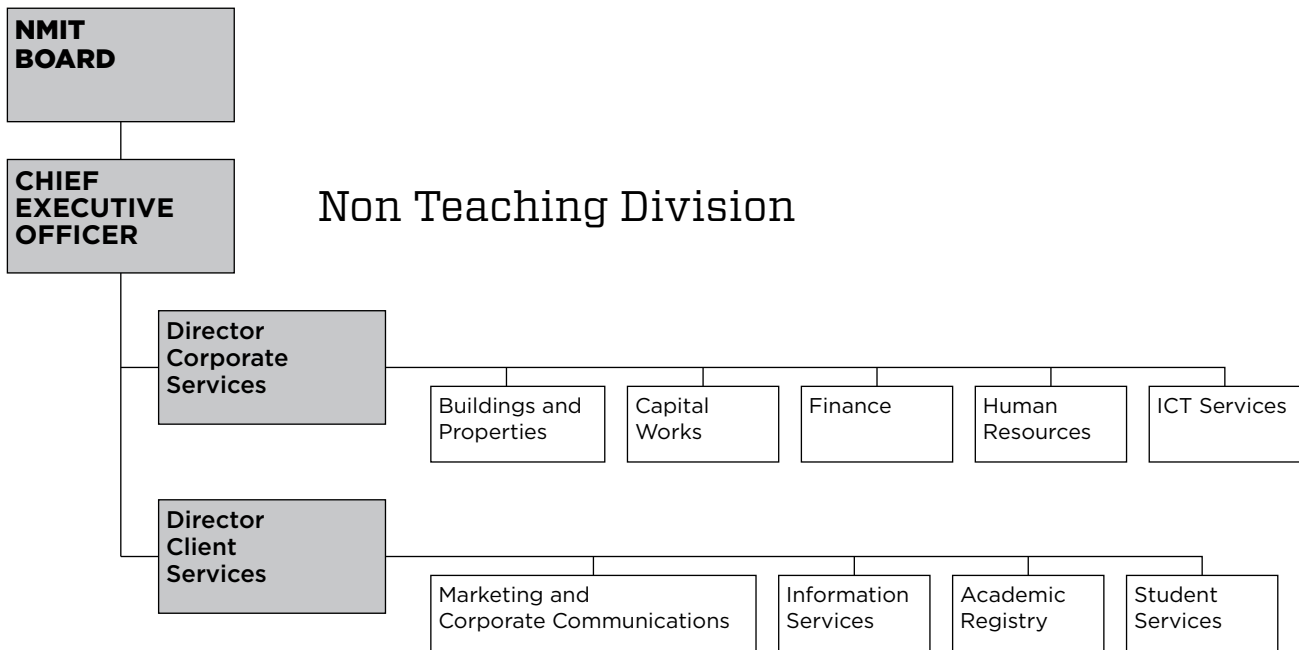 NMIT
BOARD
CHIEF
EXECUTIVE
OFFICER
Non Teaching Division
Director
Corporate
Services
Buildings and
Properties
Capital
Works
Finance
Human
Resources
ICT Services
Director
Client
Services
Marketing and
Corporate Communications
Information
Services
Academic
Registry
Student
Services